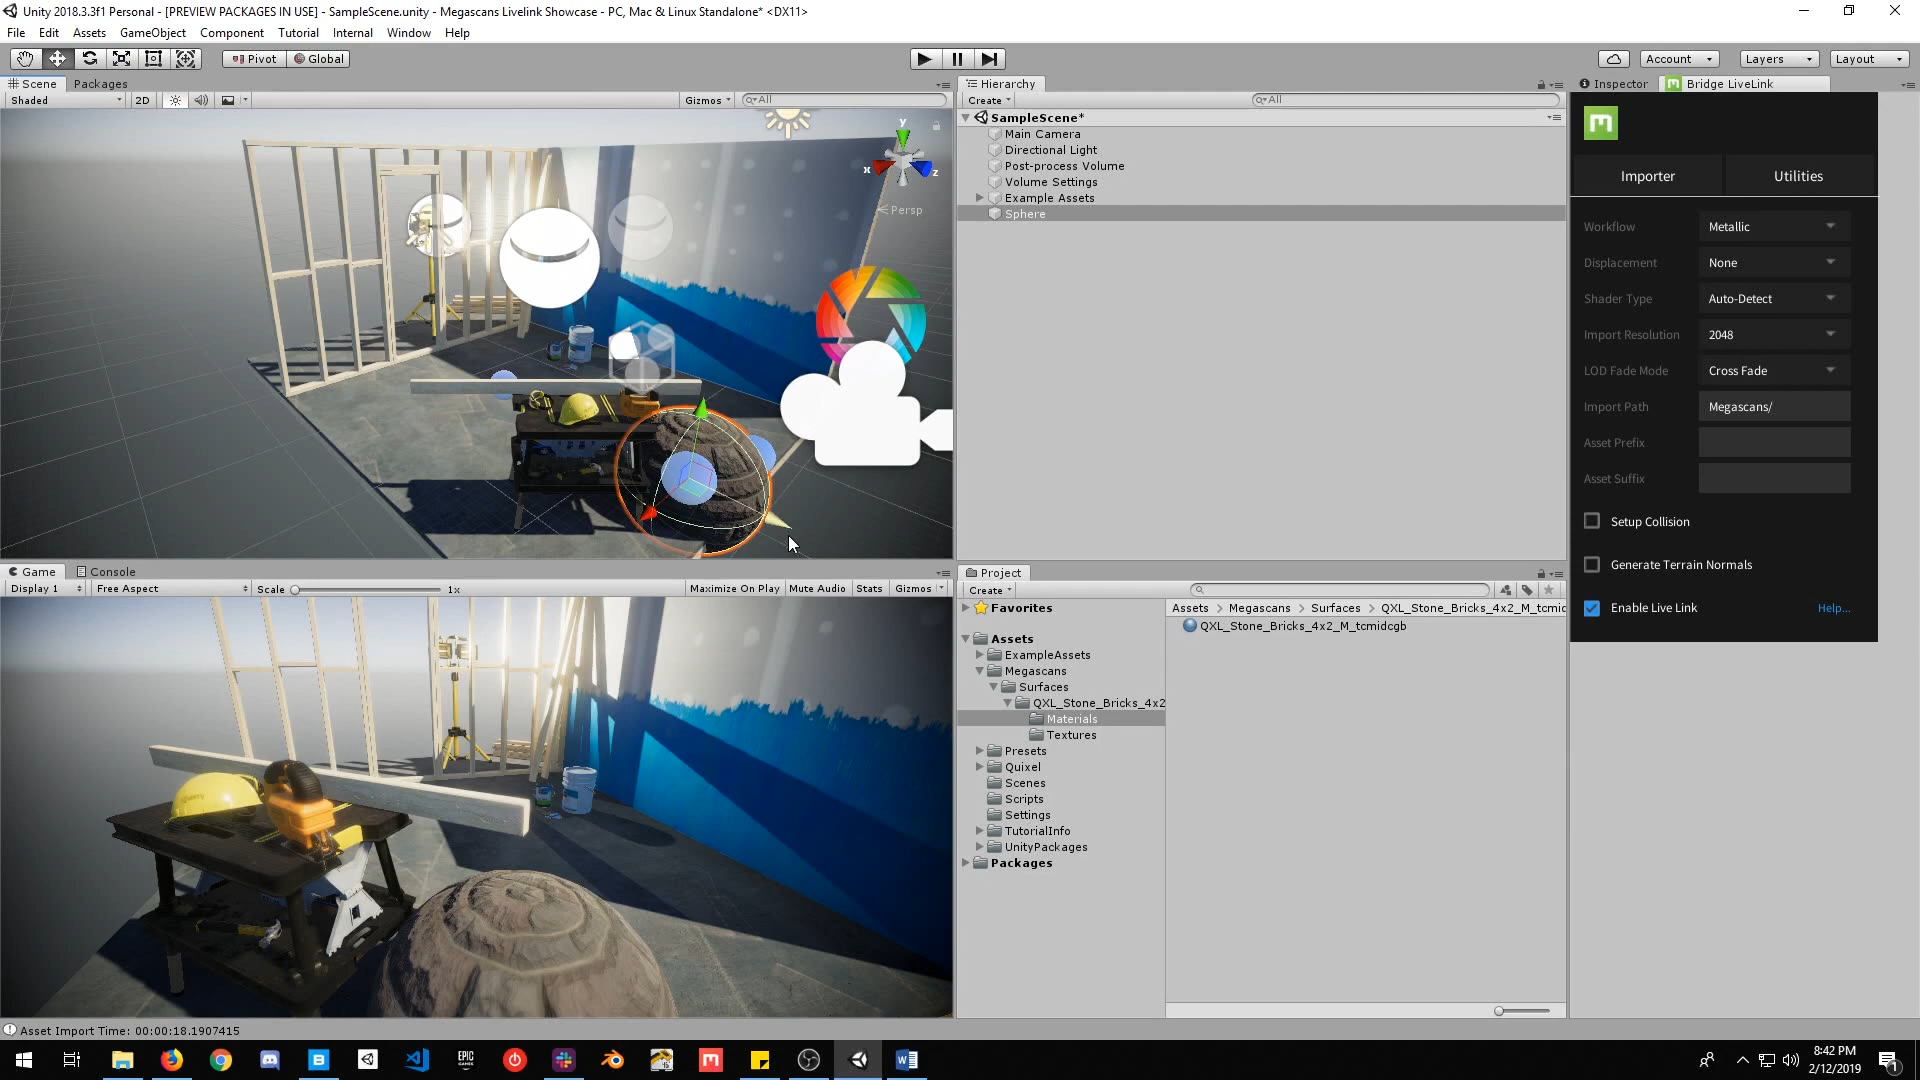 Unity 2018.3.3f1 Personal - [PREVIEW PACKAGES IN USE] - SampleScene.unity - Megascans Livelink Showcase - PC, Mac & Linux Standalone* <DX11>
File Edit Assets GameObject Component Tutorial Internal Window Help
Pivot Global
Account Layers Layout
Scene Packages
Shaded 2D Gizmos All
y
x
z
Persp
Game Console
Display 1 Free Aspect Scale 1x Maximize On Play Mute Audio Stats Gizmos
Hierarchy
Create All
SampleScene*
Main Camera
Directional Light
Post-process Volume
Volume Settings
Example Assets
Sphere
Project
Create
Favorites
Assets
ExampleAssets
Megascans
Surfaces
QXL_Stone_Bricks_4x2
Materials
Textures
Presets
Quixel
Scenes
Scripts
Settings
TutorialInfo
UnityPackages
Packages
Assets > Megascans > Surfaces > QXL_Stone_Bricks_4x2_M_tcmid
QXL_Stone_Bricks_4x2_M_tcmidcgb
Inspector Bridge LiveLink
Importer Utilities
Workflow Metallic
Displacement None
Shader Type Auto-Detect
Import Resolution 2048
LOD Fade Mode Cross Fade
Import Path Megascans/
Asset Prefix
Asset Suffix
Setup Collision
Generate Terrain Normals
Enable Live Link Help...
Asset Import Time: 00:00:18.1907415
EPIC GAMES
8:42 PM
2/12/2019
1